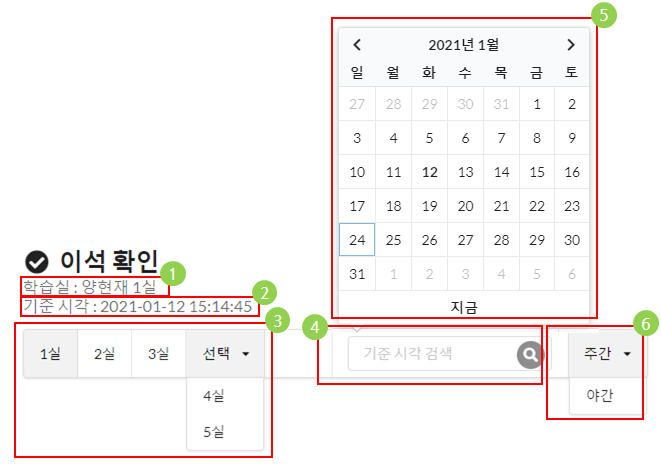 5
2021년 1월
일 월 화 수 목 금 토
27 28 29 30 31 1 2
3 4 5 6 7 8 9
10 11 12 13 14 15 16
17 18 19 20 21 22 23
24 25 26 27 28 29 30
31 1 2 3 4 5 6
지금
이석 확인
1
학습실 : 양현재 1실
2
기준 시각 : 2021-01-12 15:14:45
3
4
6
1실 2실 3실 선택 기준 시각 검색 주간
4실 야간
5실